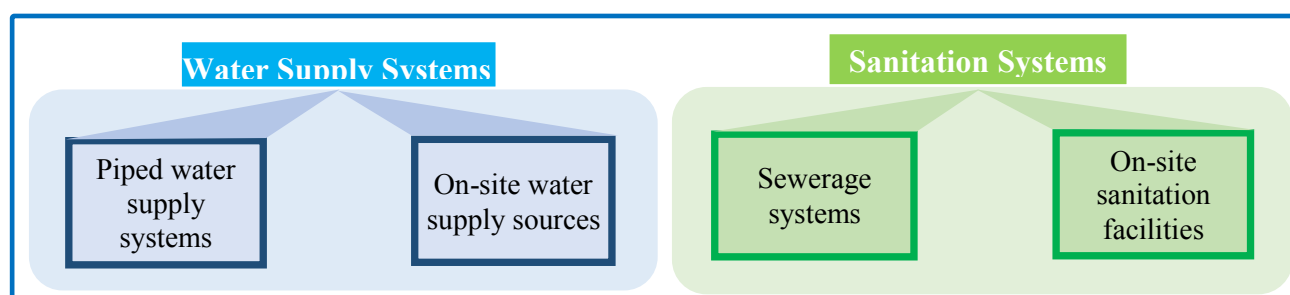 Water Supply Systems
Sanitation Systems
Piped water
supply
systems
On-site water
supply sources
Sewerage
systems
On-site
sanitation
facilities